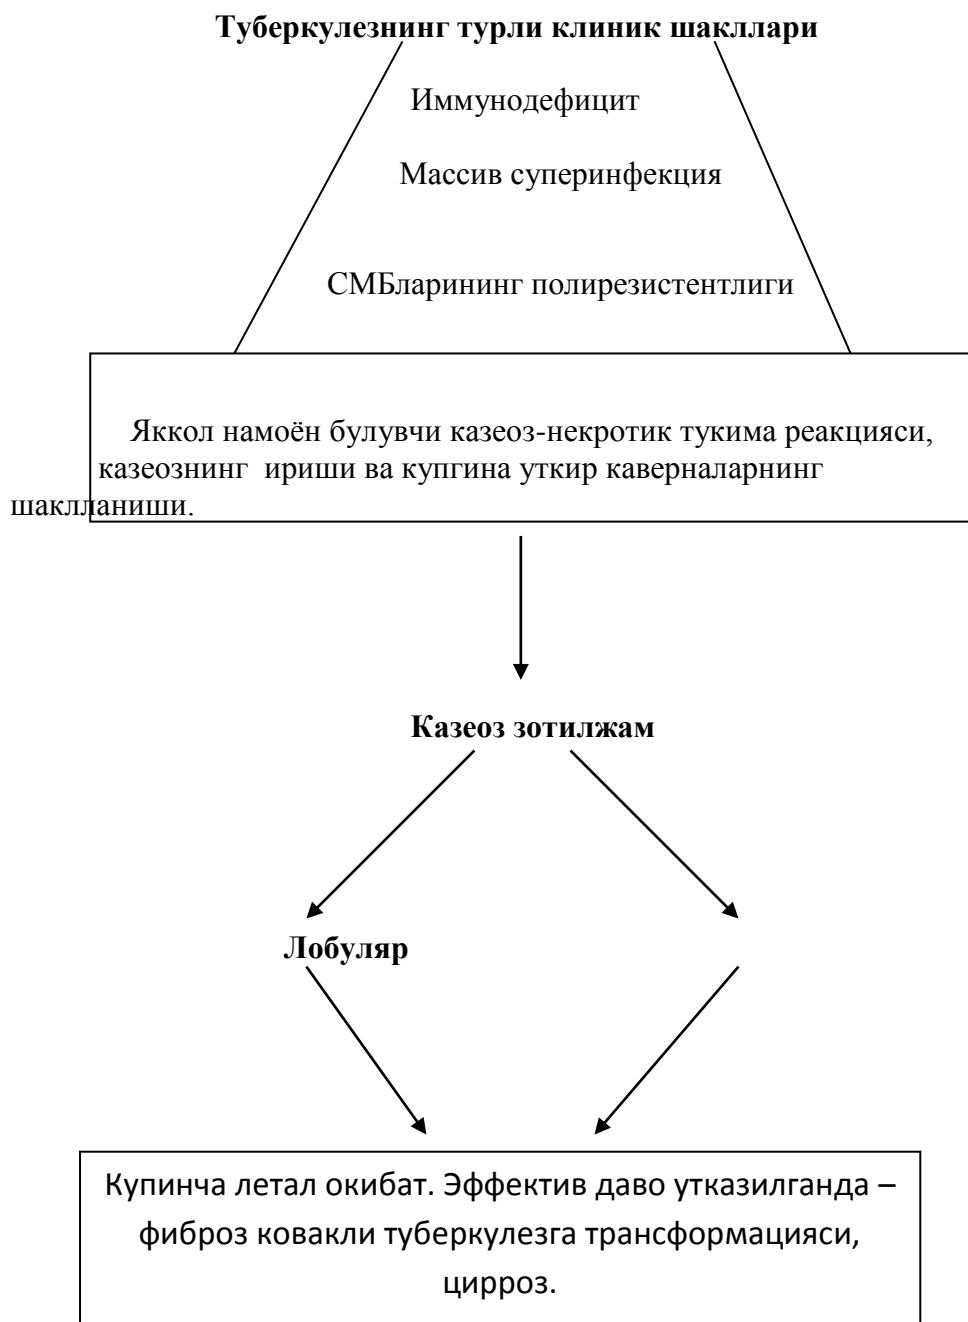 Туберкулезнинг турли клиник шакллари
Иммунодефицит
Массив суперинфекция
СМБларининг полирезистентлиги
Яккол намоён булувчи казеоз-некротик тукима реакцияси,
казеознинг ириши ва купгина уткир каверналарнинг
шаклланиши.
Казеоз зотилжам
Лобуляр
Купинча летал окибат. Эффектив даво утказилганда –
фиброз ковакли туберкулезга трансформацияси,
цирроз.